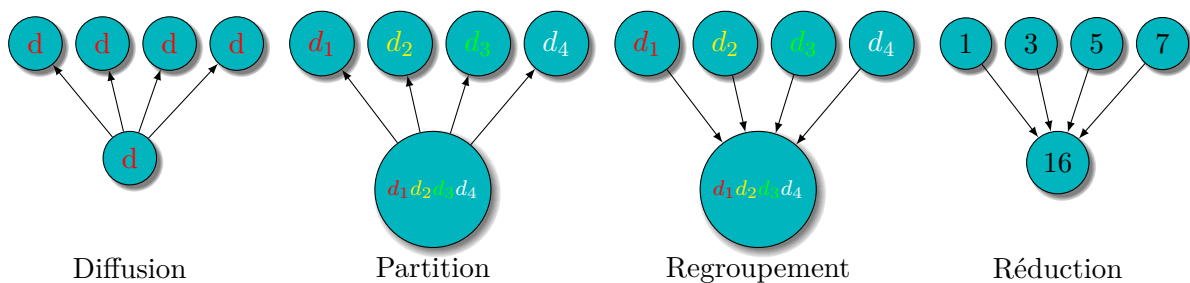 d d d d d₁ d₂ d₃ d₄ d₁ d₂ d₃ d₄ 1 3 5 7
d d₁d₂d₃d₄ d₁d₂d₃d₄ 16
Diffusion Partition Regroupement Réduction